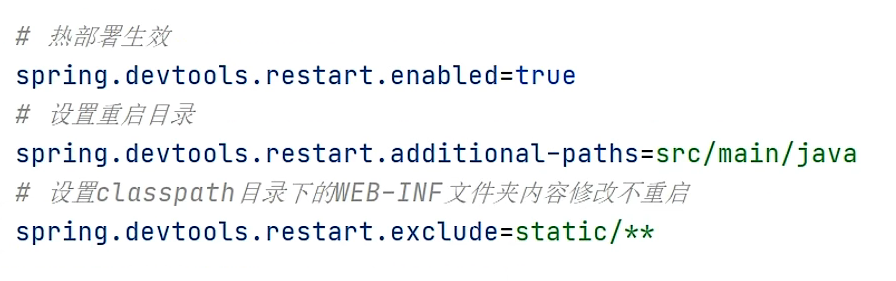 # 热部署生效
spring.devtools.restart.enabled=true
# 设置重启目录
spring.devtools.restart.additional-paths=src/main/java
# 设置classpath目录下的WEB-INF文件夹内容修改不重启
spring.devtools.restart.exclude=static/**